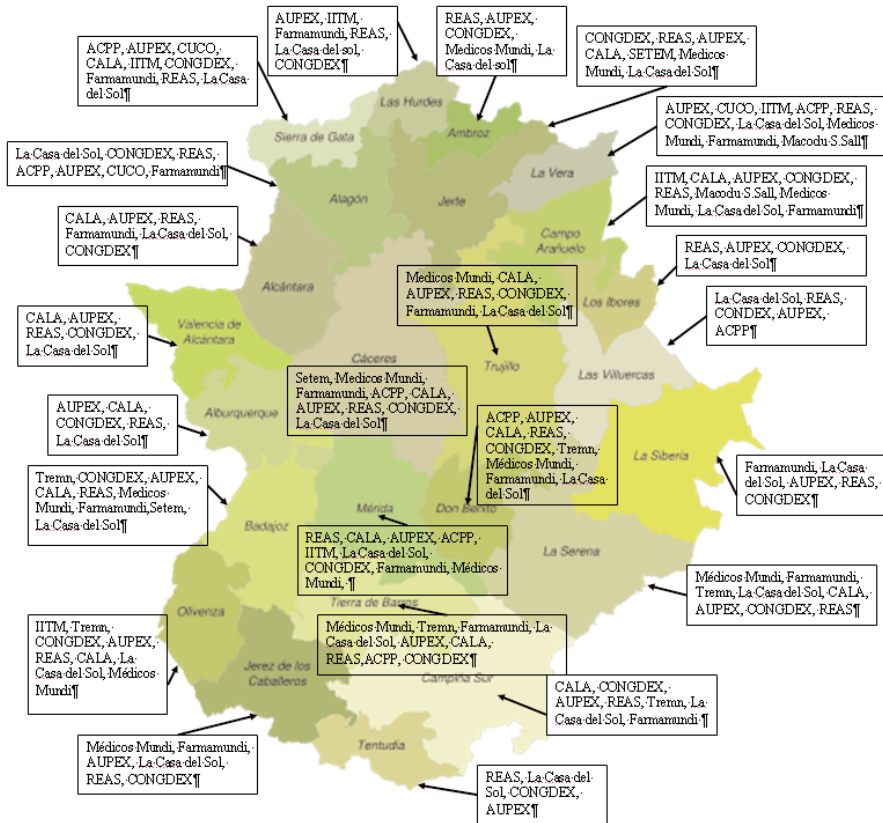 AUPEX, IITM,
Farmamundi, REAS,
La Casa del sol,
CONGDEX¶
REAS, AUPEX,
CONGDEX,
Medicos Mundi, La
Casa del sol¶
CONGDEX, REAS, AUPEX,
CALA, SETEM, Medicos
Mundi, La Casa del Sol¶
ACPP, AUPEX, CUCO,
CALA, IITM, CONGDEX,
Farmamundi, REAS, La Casa
del Sol¶
Las Hurdes
Sierra de Gata
Ambroz
AUPEX, CUCO, IITM, ACPP, REAS,
CONGDEX, La Casa del Sol, Medicos
Mundi, Farmamundi, Macodu S.Sall¶
La Casa del Sol, CONGDEX, REAS,
ACPP, AUPEX, CUCO, Farmamundi¶
Alagón
Jerte
La Vera
IITM, CALA, AUPEX, CONGDEX,
REAS, Macodu S.Sall, Medicos
Mundi, La Casa del Sol, Farmamundi¶
CALA, AUPEX, REAS,
Farmamundi, La Casa del Sol,
CONGDEX¶
Campo
Arañuelo
REAS, AUPEX, CONGDEX,
La Casa del Sol¶
Alcántara
Medicos Mundi, CALA,
AUPEX, REAS, CONGDEX,
Farmamundi, La Casa del Sol¶
Los Ibores
La Casa del Sol, REAS,
CONDEX, AUPEX,
ACPP¶
CALA, AUPEX,
REAS, CONGDEX,
La Casa del Sol¶
Valencia de
Alcántara
Cáceres
Trujillo
Las Viluercas
Setem, Medicos Mundi,
Farmamundi, ACPP, CALA,
AUPEX, REAS, CONGDEX,
La Casa del Sol¶
AUPEX, CALA,
CONGDEX, REAS,
La Casa del Sol¶
Alburquerque
ACPP, AUPEX,
CALA, REAS,
CONGDEX, Tremn,
Médicos Mundi,
Farmamundi, La Casa
del Sol¶
La Siberia
Farmamundi, La Casa
del Sol, AUPEX, REAS,
CONGDEX¶
Tremn, CONGDEX, AUPEX,
CALA, REAS, Medicos
Mundi, Farmamundi,Setem,
La Casa del Sol¶
Badajoz
Mérida
Don Benito
REAS, CALA, AUPEX, ACPP,
IITM, La Casa del Sol,
CONGDEX, Farmamundi, Médicos
Mundi, ¶
La Serena
Médicos Mundi, Farmamundi,
Tremn, La Casa del Sol, CALA,
AUPEX, CONGDEX, REAS¶
Olivenza
Tierra de Barros
IITM, Tremn,
CONGDEX, AUPEX,
REAS, CALA, La
Casa del Sol, Médicos
Mundi¶
Médicos Mundi, Tremn, Farmamundi, La
Casa del Sol, AUPEX, CALA,
REAS,ACPP, CONGDEX¶
Jerez de los
Caballeros
Campiña Sur
CALA, CONGDEX,
AUPEX, REAS, Tremn, La
Casa del Sol, Farmamundi ¶
Médicos Mundi, Farmamundi,
AUPEX, La Casa del Sol,
REAS, CONGDEX¶
Tentudía
REAS, La Casa del
Sol, CONGDEX,
AUPEX¶